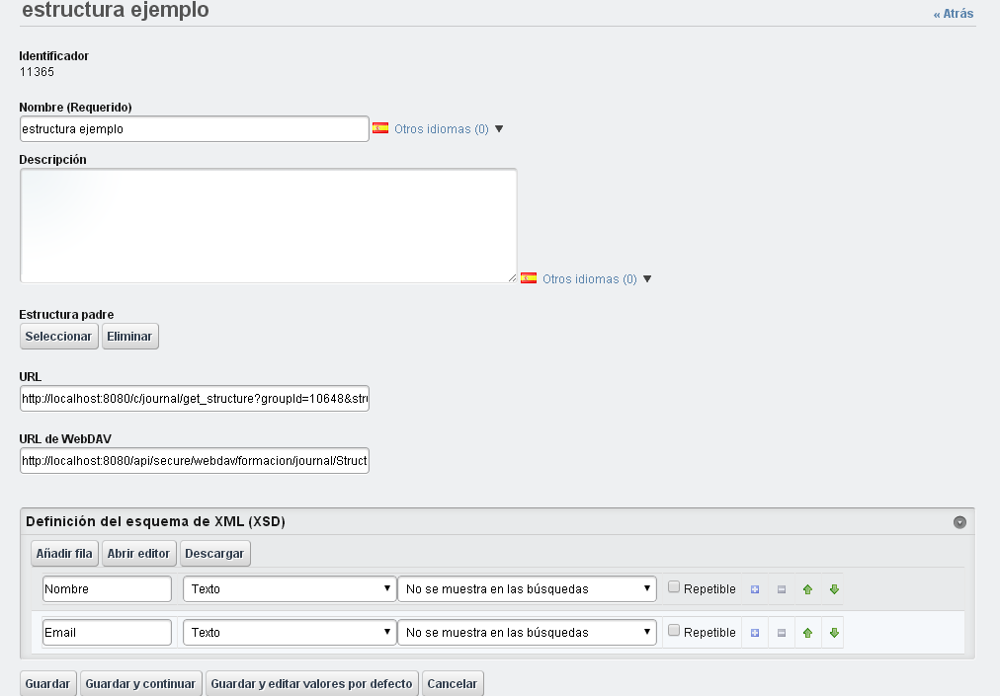 estructura ejemplo
« Atrás
Identificador
11365
Nombre (Requerido)
estructura ejemplo Otros idiomas (0) ▼
Descripción
Otros idiomas (0) ▼
Estructura padre
Seleccionar Eliminar
URL
http://localhost:8080/c/journal/get_structure?groupId=10648&stru
URL de WebDAV
http://localhost:8080/api/secure/webdav/formacion/journal/Struct
Definición del esquema de XML (XSD)
Añadir fila Abrir editor Descargar
Nombre Texto No se muestra en las búsquedas Repetible
Email Texto No se muestra en las búsquedas Repetible
Guardar Guardar y continuar Guardar y editar valores por defecto Cancelar